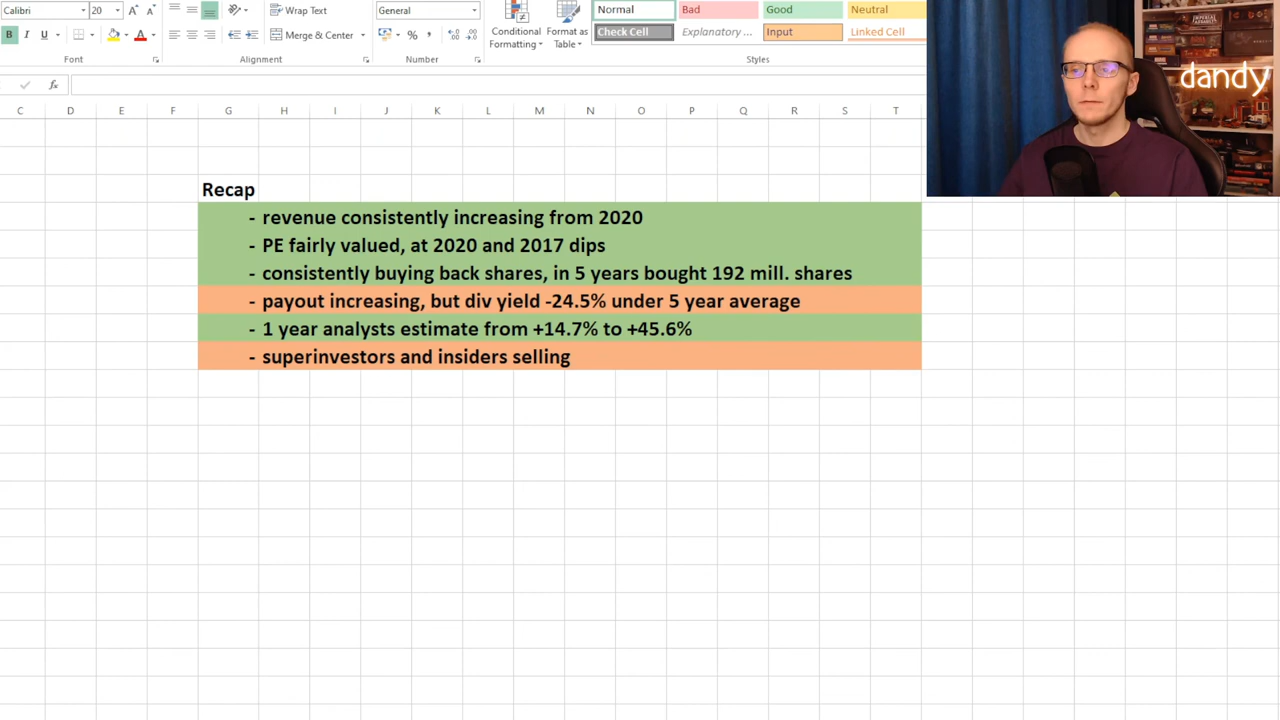 Calibri 20 Wrap Text General Normal Bad Good Neutral
B I U Merge & Center % , Conditional Formatting Format as Table Check Cell Explanatory ... Input Linked Cell
Font Alignment Number Styles
fx
C D E F G H I J K L M N O P Q R S T
Recap
- revenue consistently increasing from 2020
- PE fairly valued, at 2020 and 2017 dips
- consistently buying back shares, in 5 years bought 192 mill. shares
- payout increasing, but div yield -24.5% under 5 year average
- 1 year analysts estimate from +14.7% to +45.6%
- superinvestors and insiders selling
dandy